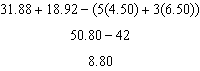 31.88 + 18.92 − (5(4.50) + 3(6.50))
50.80 − 42
8.80